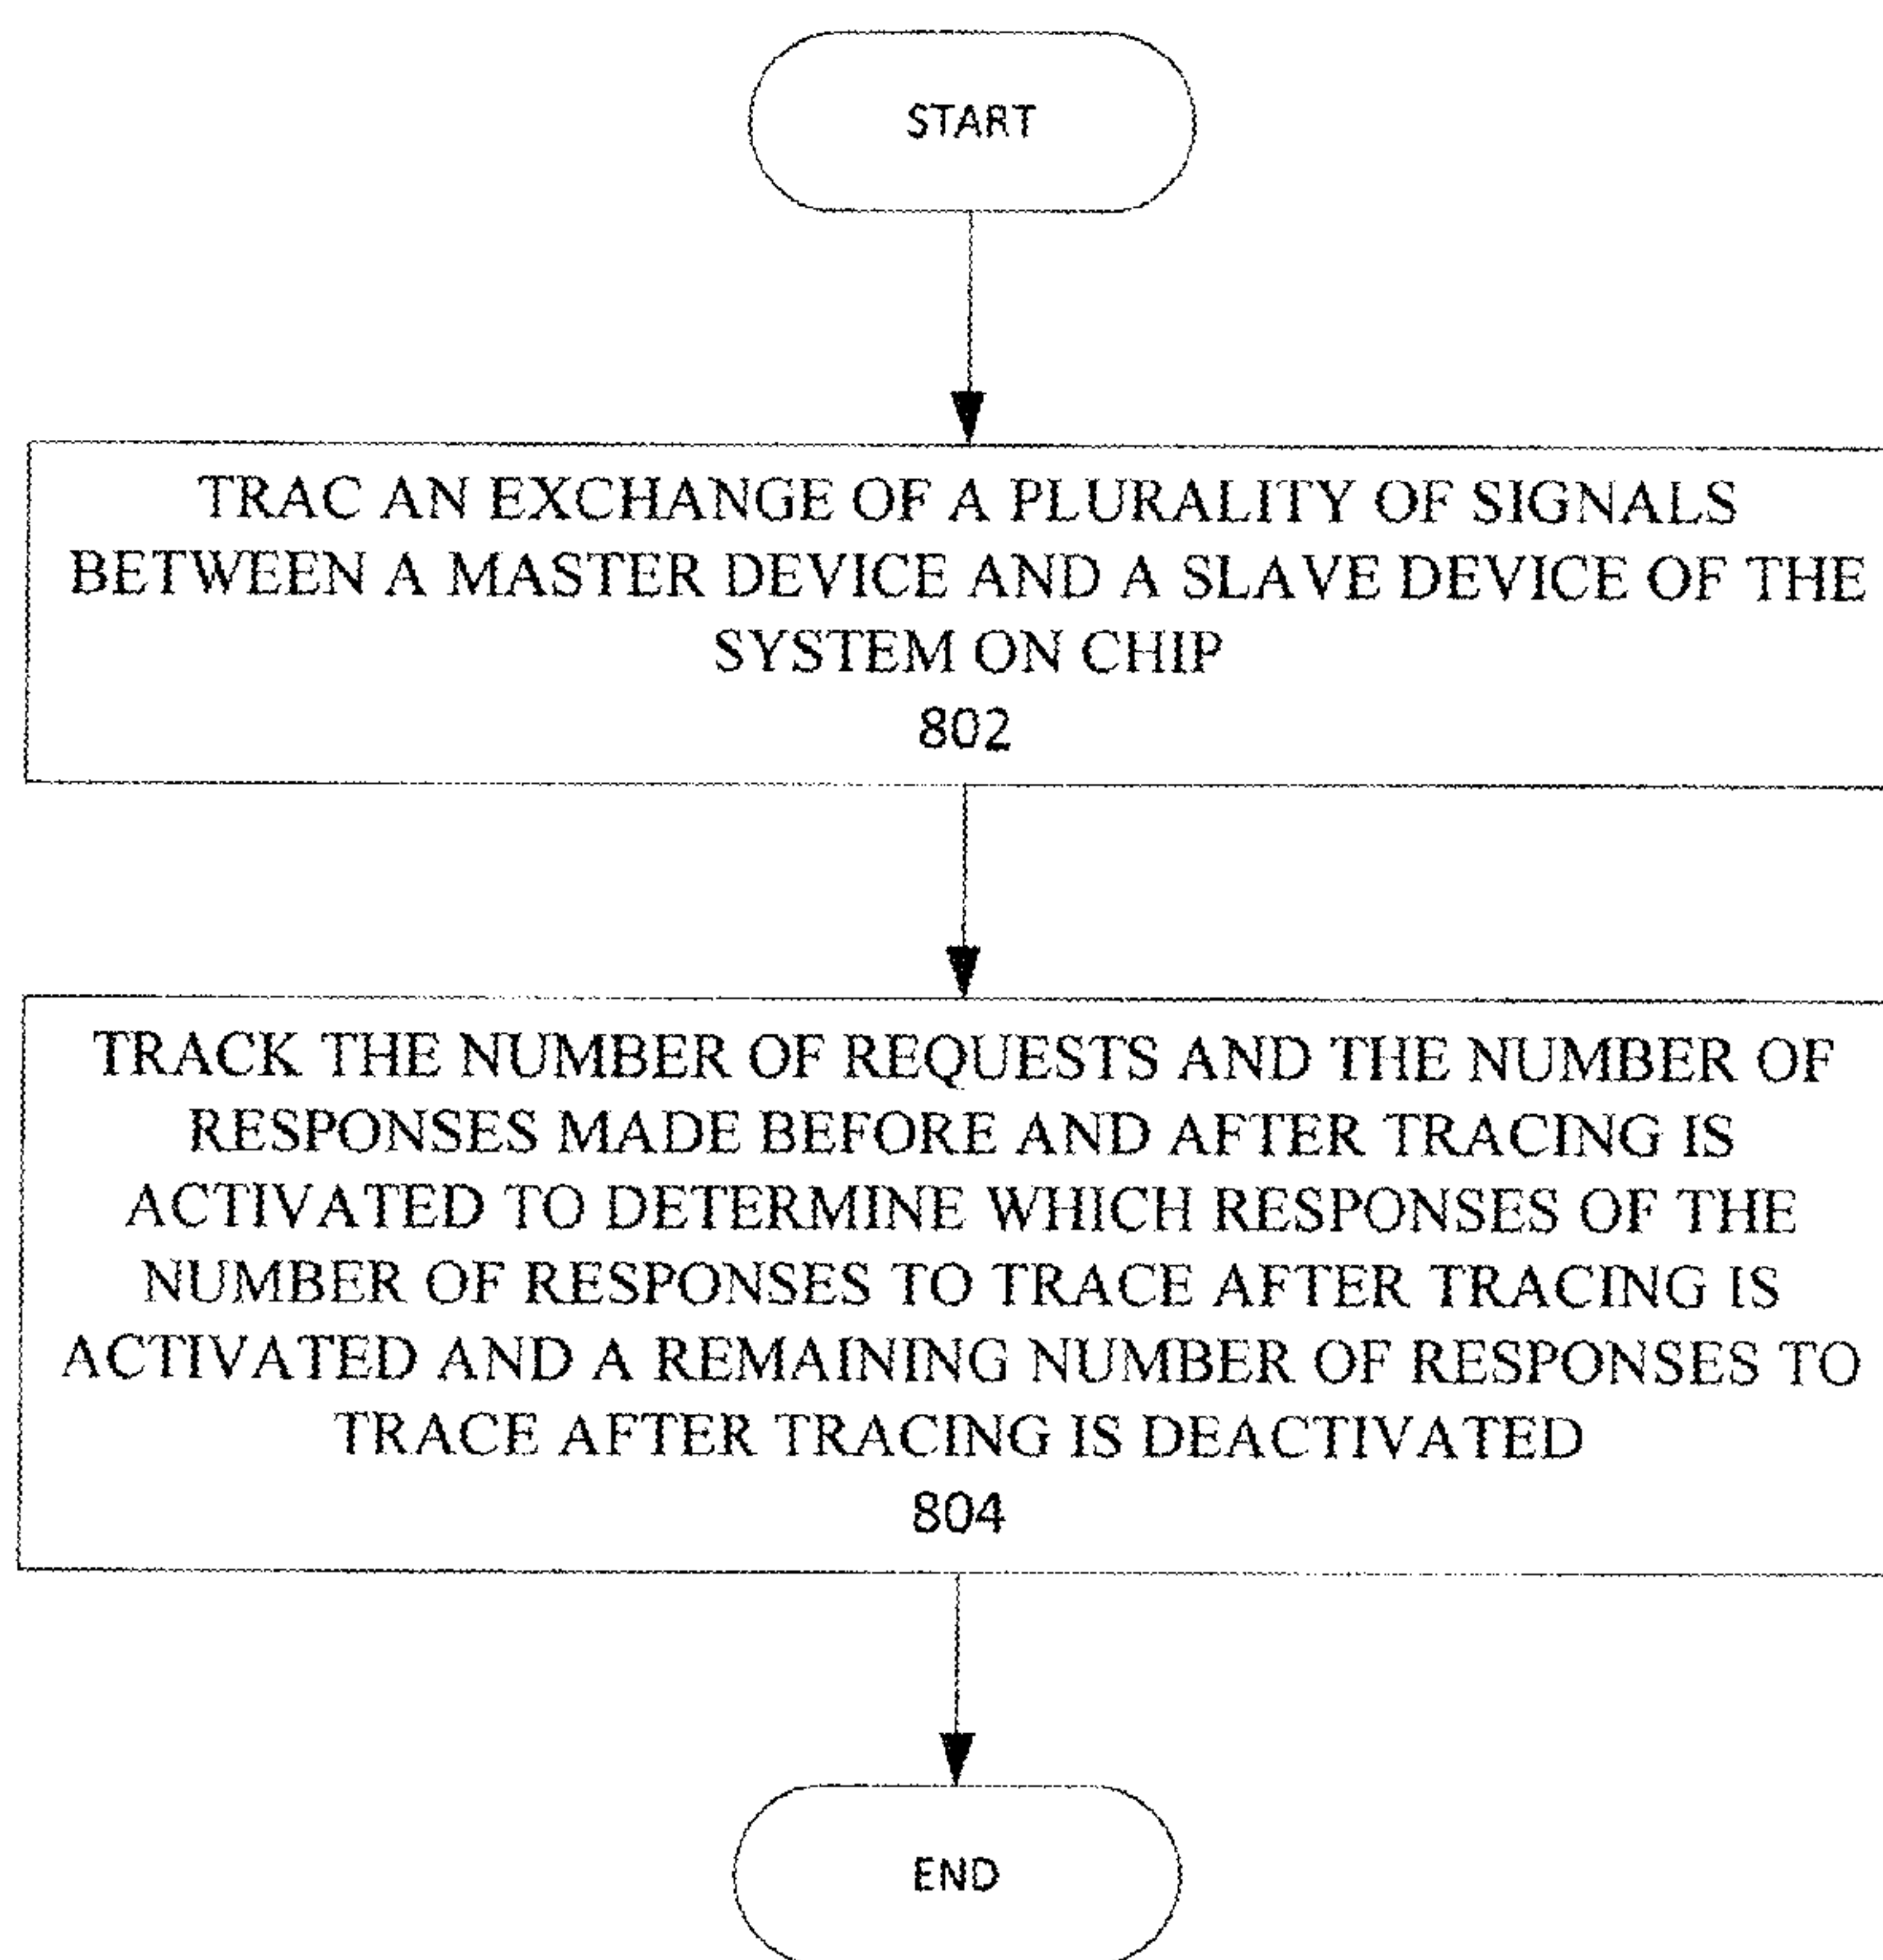 START
TRAC AN EXCHANGE OF A PLURALITY OF SIGNALS
BETWEEN A MASTER DEVICE AND A SLAVE DEVICE OF THE
SYSTEM ON CHIP
802
TRACK THE NUMBER OF REQUESTS AND THE NUMBER OF
RESPONSES MADE BEFORE AND AFTER TRACING IS
ACTIVATED TO DETERMINE WHICH RESPONSES OF THE
NUMBER OF RESPONSES TO TRACE AFTER TRACING IS
ACTIVATED AND A REMAINING NUMBER OF RESPONSES TO
TRACE AFTER TRACING IS DEACTIVATED
804
END